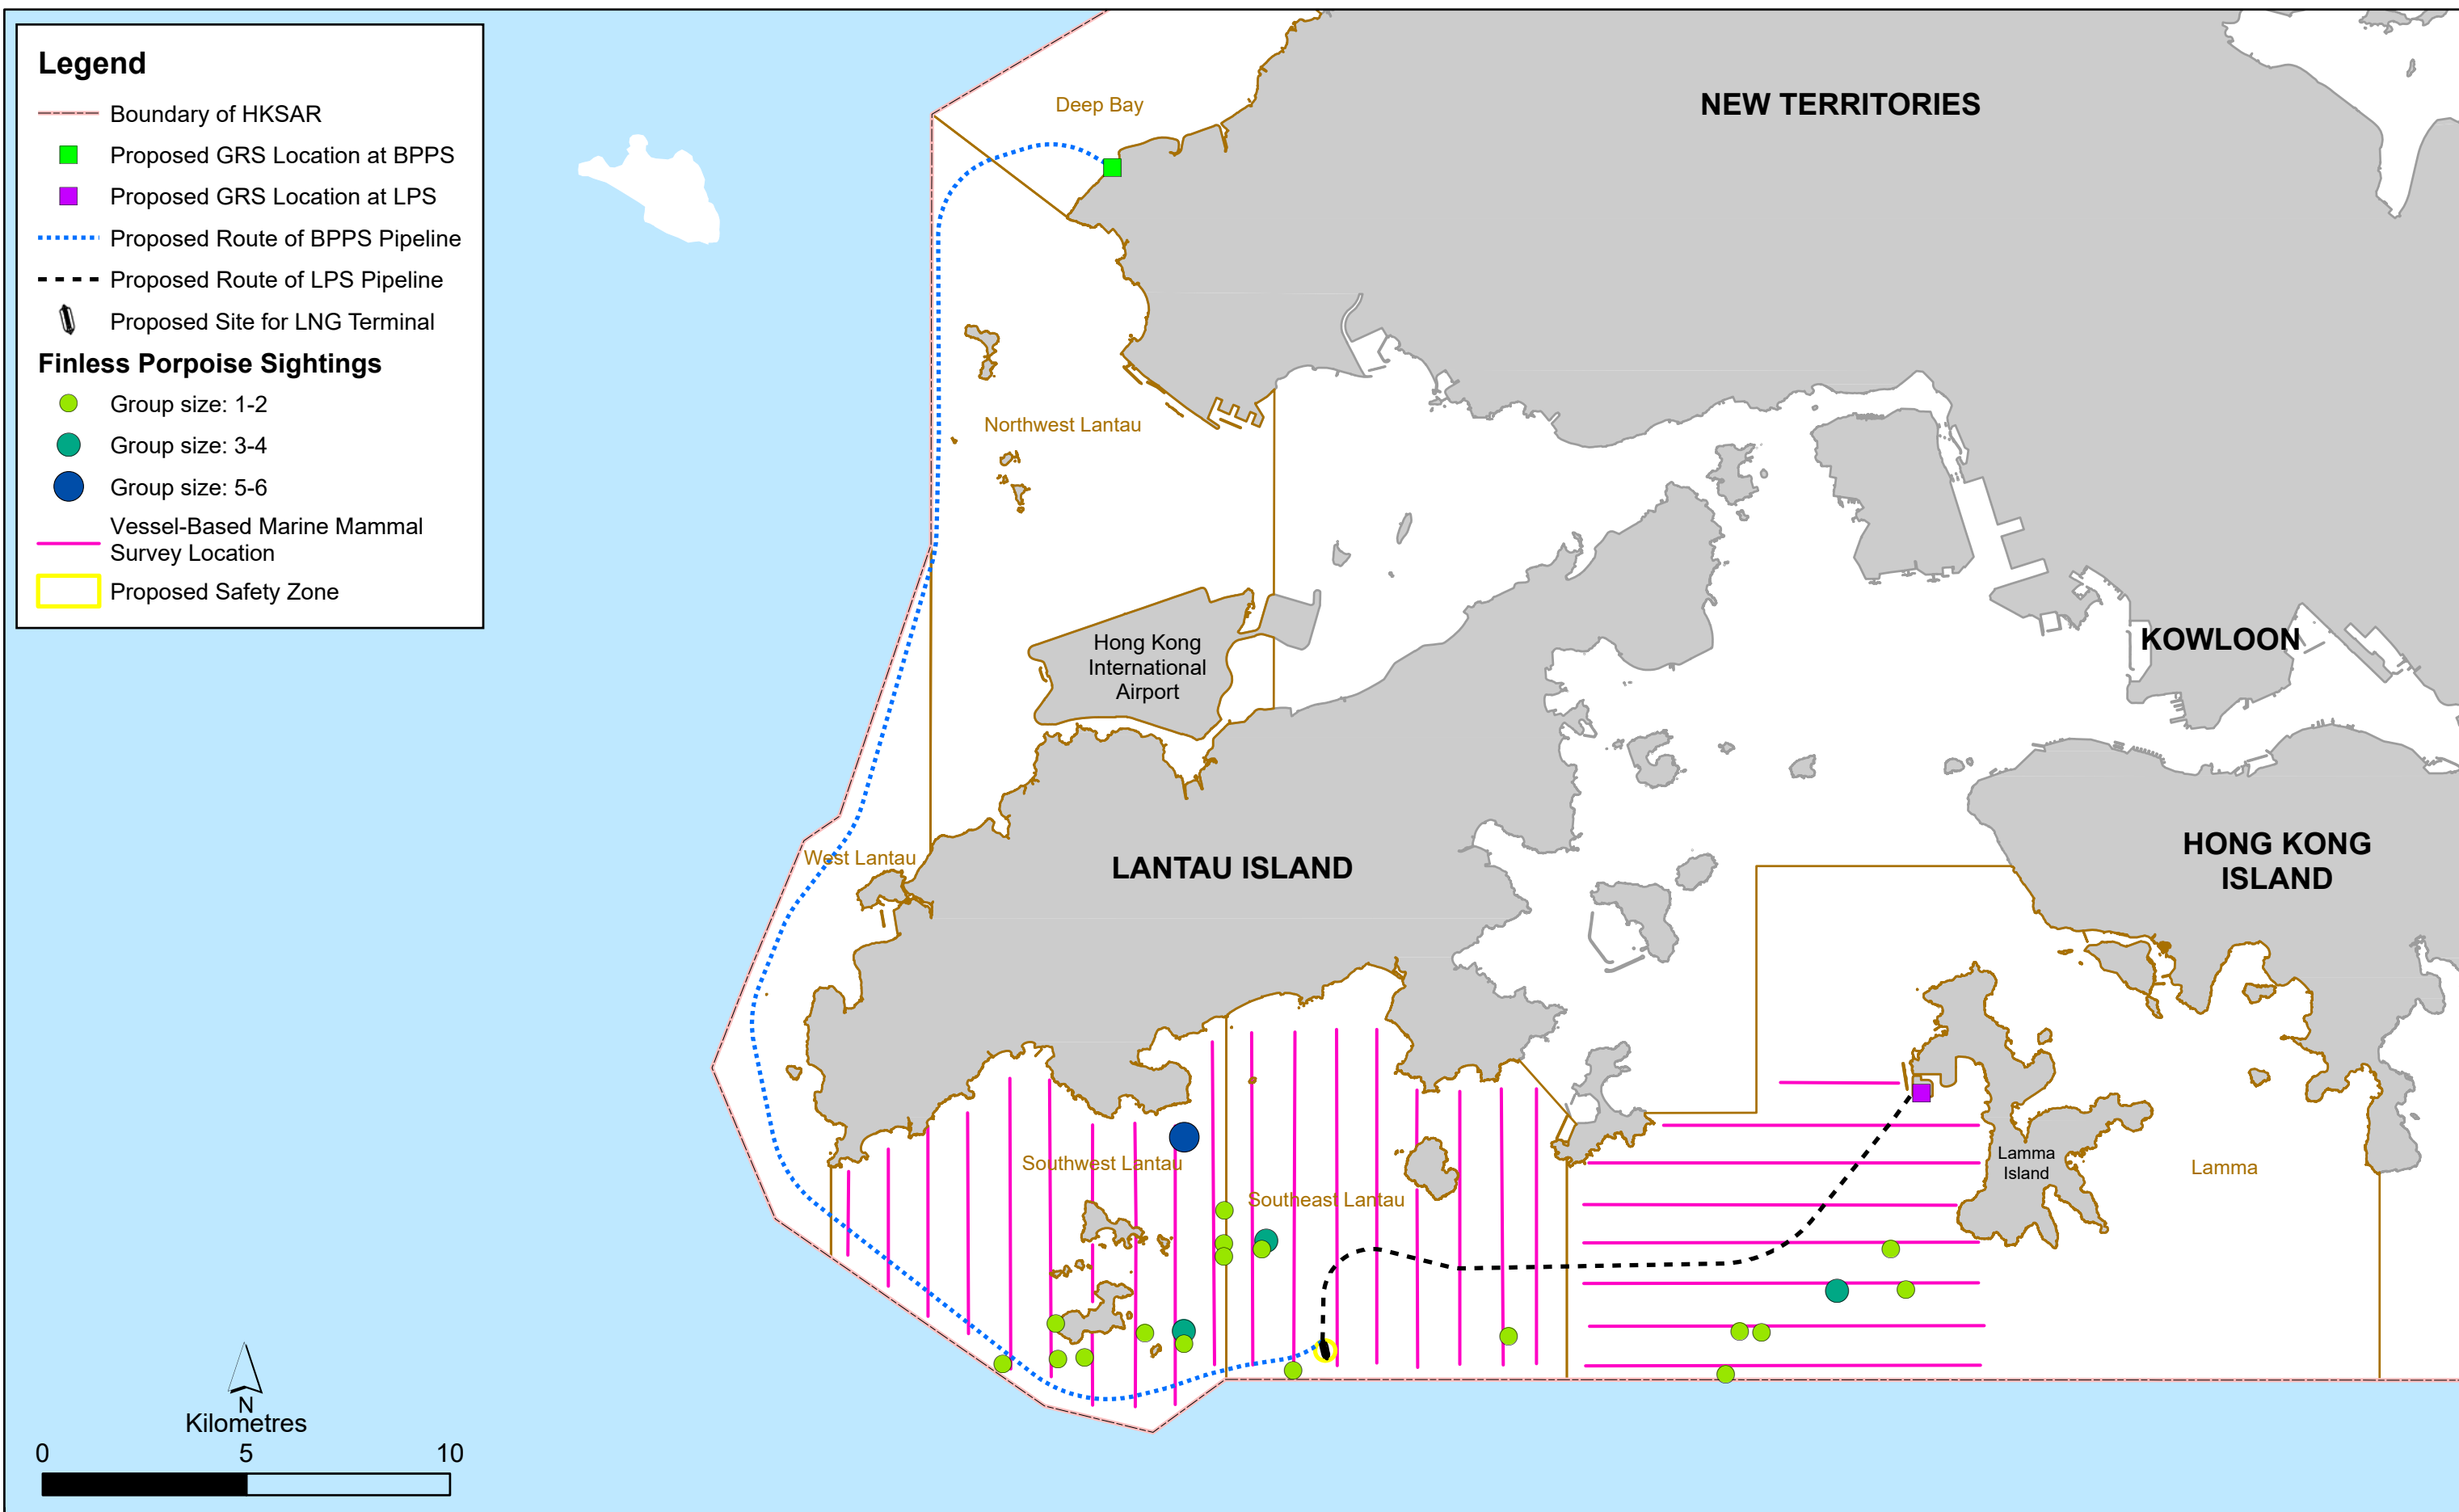 Legend
Boundary of HKSAR
Proposed GRS Location at BPPS
Proposed GRS Location at LPS
Proposed Route of BPPS Pipeline
Proposed Route of LPS Pipeline
Proposed Site for LNG Terminal
Finless Porpoise Sightings
Group size: 1-2
Group size: 3-4
Group size: 5-6
Vessel-Based Marine Mammal
Survey Location
Proposed Safety Zone
Deep Bay
NEW TERRITORIES
Northwest Lantau
Hong Kong
International
Airport
KOWLOON
West Lantau
LANTAU ISLAND
HONG KONG
ISLAND
Southwest Lantau
Southeast Lantau
Lamma
Island
Lamma
N
Kilometres
0 5 10